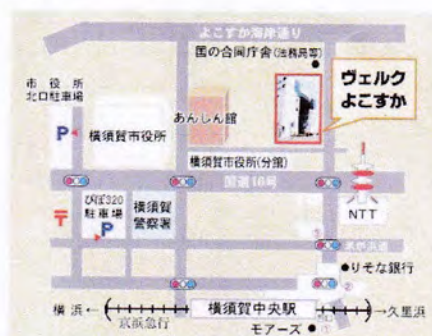 よこすか海岸通り
国の合同庁舎(法務局等)
ヴェルク
よこすか
市役所
北口駐車場
P
横須賀市役所
あんしん館
横須賀市役所(分館)
国道16号
NTT
〒
ぴぽ320
駐車場
P
横須賀
警察署
りそな銀行
②
横浜←
京浜急行
横須賀中央駅
→久里浜
モアーズ
①